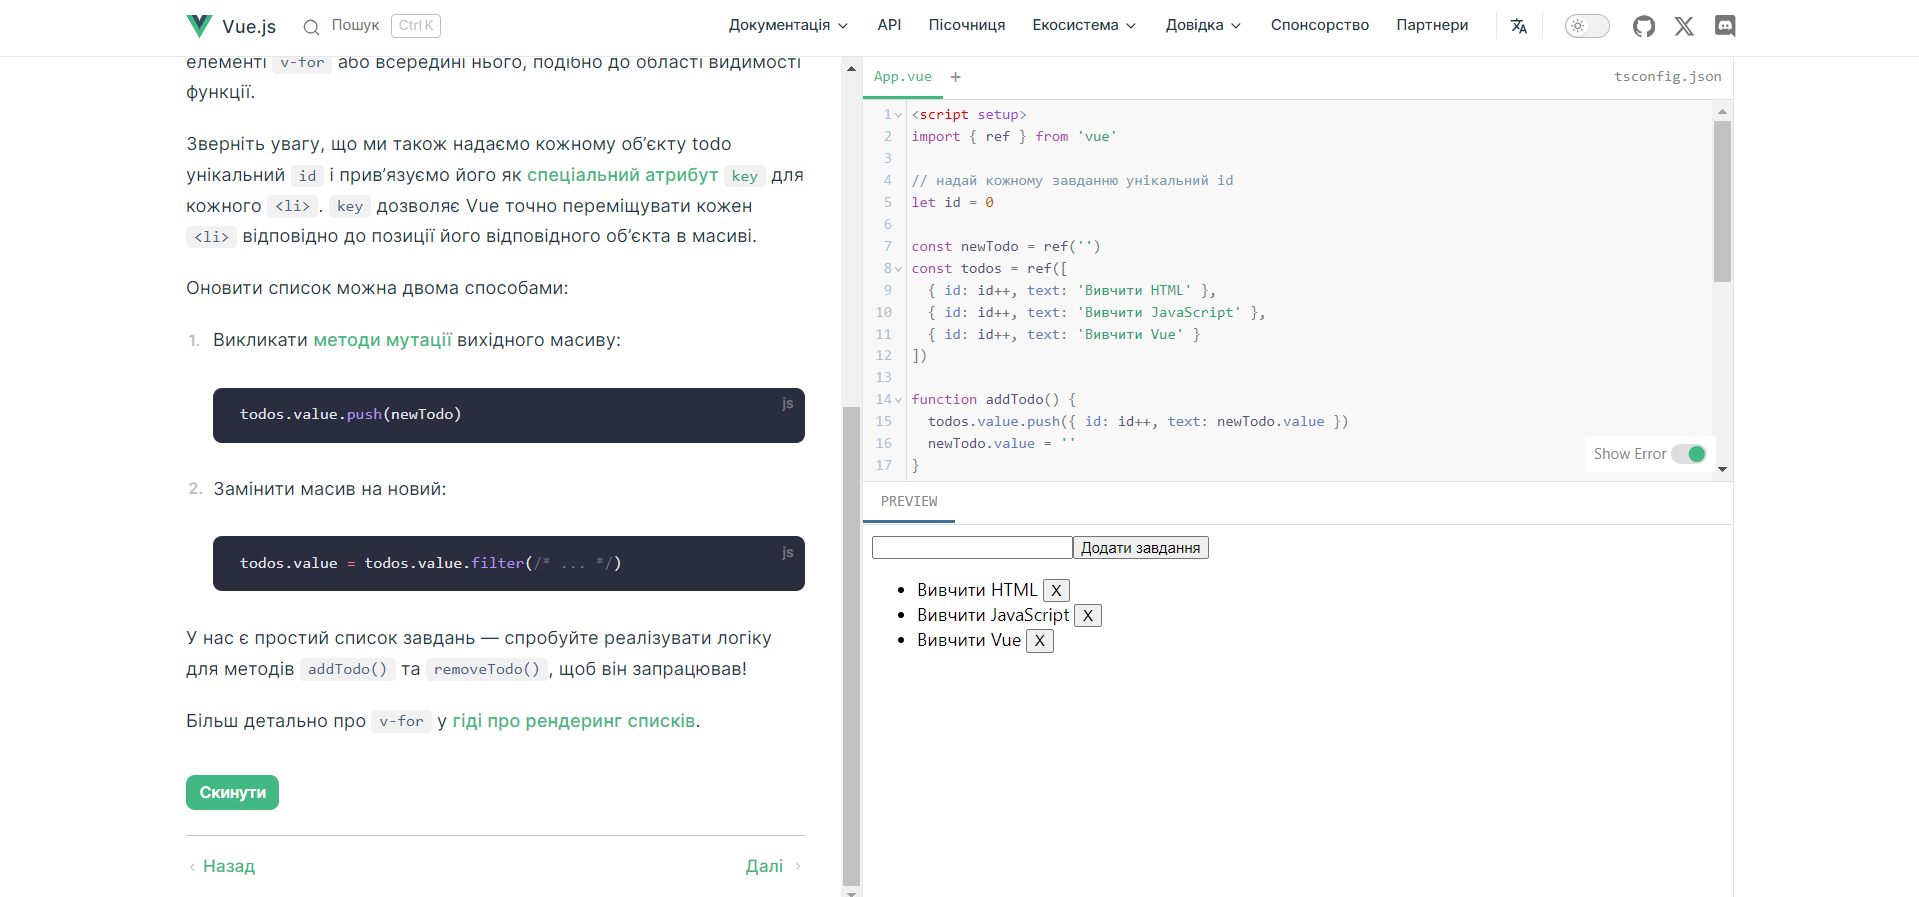 Vue.js
Пошук Ctrl K
Документація API Пісочниця Екосистема Довідка Спонсорство Партнери
елементі v-for або всередині нього, подібно до області видимості
функції.
Зверніть увагу, що ми також надаємо кожному об’єкту todo
унікальний id і прив’язуємо його як спеціальний атрибут key для
кожного <li>. key дозволяє Vue точно переміщувати кожен
<li> відповідно до позиції його відповідного об’єкта в масиві.
Оновити список можна двома способами:
1. Викликати методи мутації вихідного масиву:
js
todos.value.push(newTodo)
2. Замінити масив на новий:
js
todos.value = todos.value.filter(/* ... */)
У нас є простий список завдань — спробуйте реалізувати логіку
для методів addTodo() та removeTodo(), щоб він запрацював!
Більш детально про v-for у гіді про рендеринг списків.
Скинути
‹ Назад
Далі ›
App.vue +
tsconfig.json
1 <script setup>
2 import { ref } from 'vue'
3
4 // надай кожному завданню унікальний id
5 let id = 0
6
7 const newTodo = ref('')
8 const todos = ref([
9 { id: id++, text: 'Вивчити HTML' },
10 { id: id++, text: 'Вивчити JavaScript' },
11 { id: id++, text: 'Вивчити Vue' }
12 ])
13
14 function addTodo() {
15 todos.value.push({ id: id++, text: newTodo.value })
16 newTodo.value = ''
17 }
Show Error
PREVIEW
Додати завдання
• Вивчити HTML X
• Вивчити JavaScript X
• Вивчити Vue X